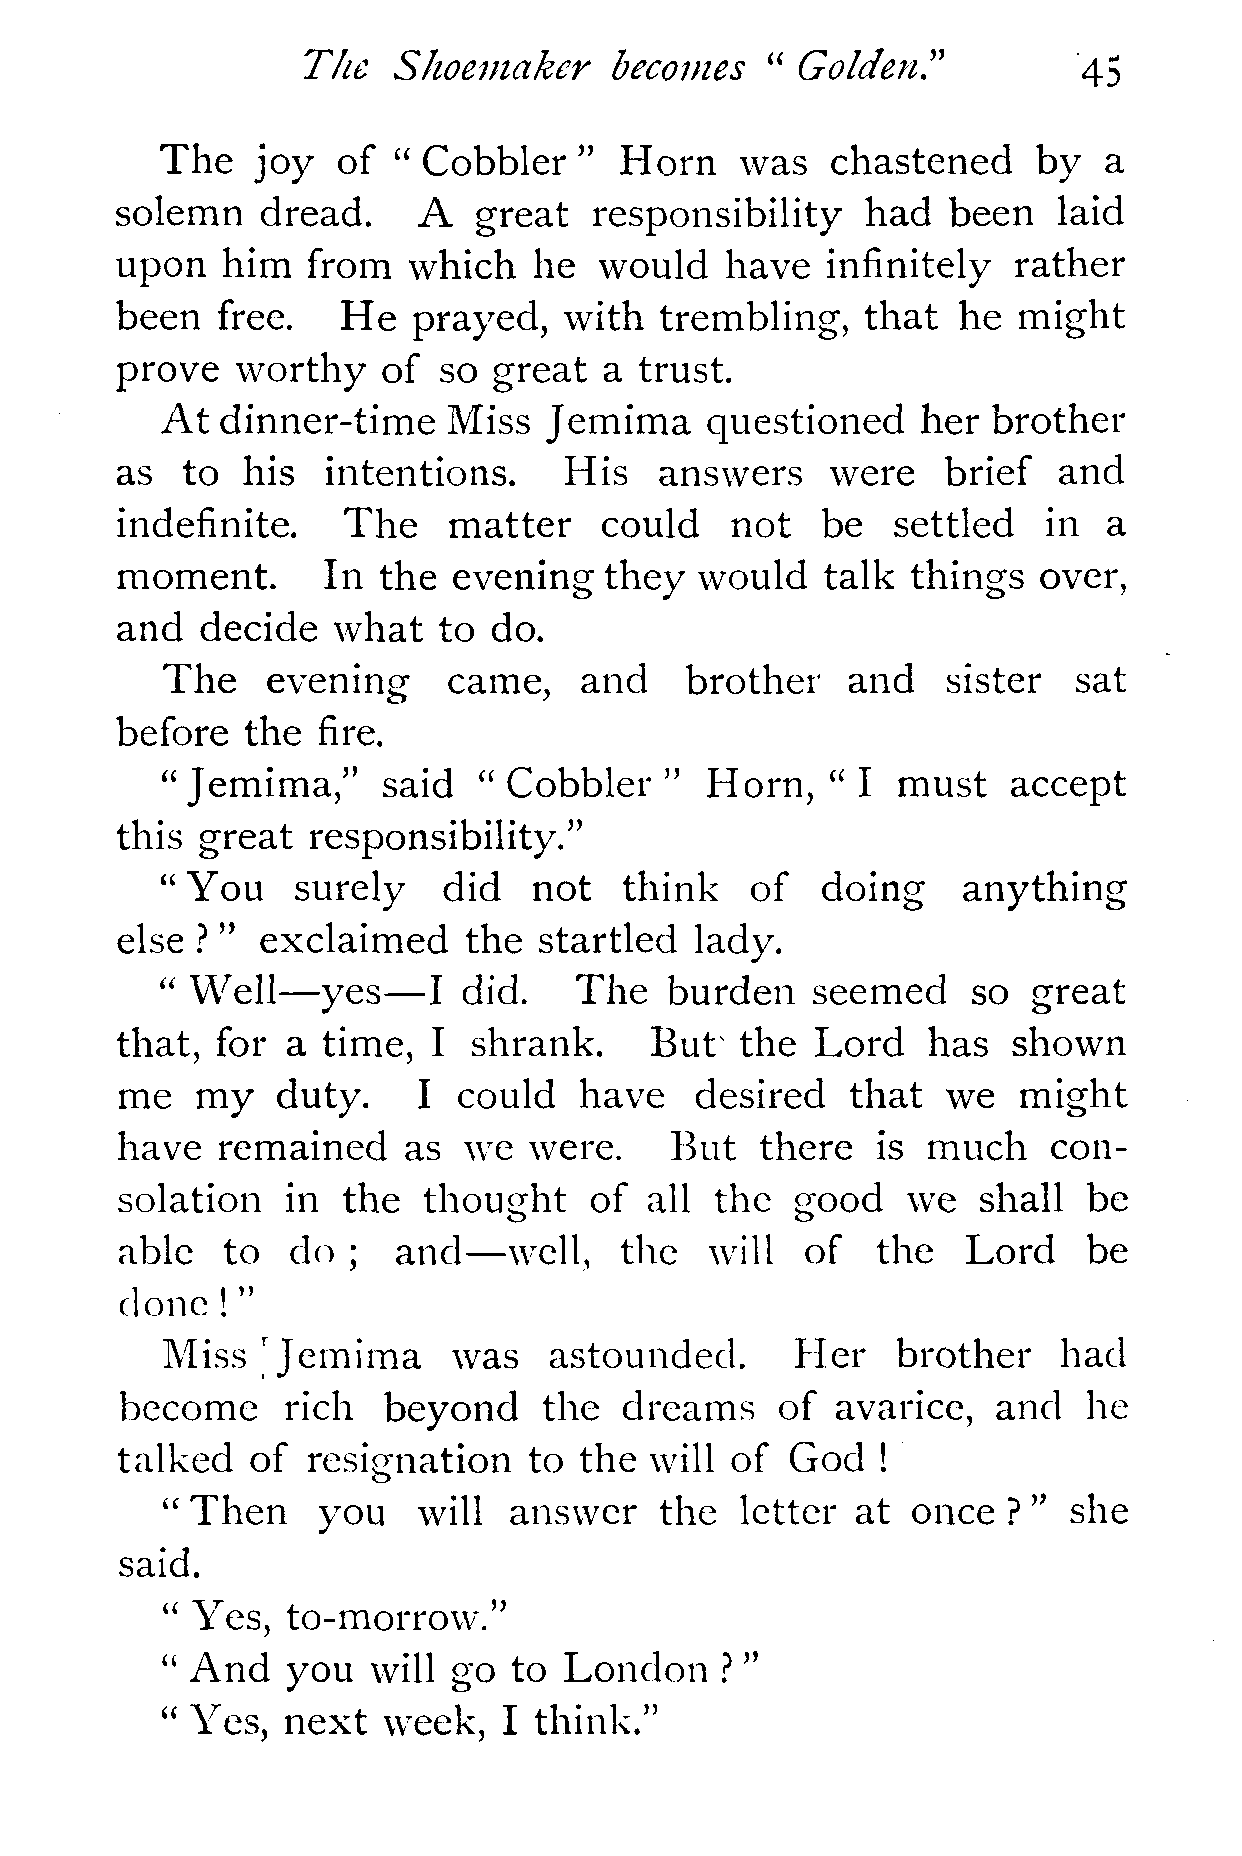 The Shoemaker becomes “ Golden.” 45
The joy of “ Cobbler ” Horn was chastened by a
solemn dread. A great responsibility had been laid
upon him from which he would have infinitely rather
been free. He prayed, with trembling, that he might
prove worthy of so great a trust.
At dinner-time Miss Jemima questioned her brother
as to his intentions. His answers were brief and
indefinite. The matter could not be settled in a
moment. In the evening they would talk things over,
and decide what to do.
The evening came, and brother and sister sat
before the fire.
“ Jemima,” said “ Cobbler ” Horn, “ I must accept
this great responsibility.”
“ You surely did not think of doing anything
else ? ” exclaimed the startled lady.
“ Well—yes—I did. The burden seemed so great
that, for a time, I shrank. But the Lord has shown
me my duty. I could have desired that we might
have remained as we were. But there is much con-
solation in the thought of all the good we shall be
able to do ; and—well, the will of the Lord be
done ! ”
Miss Jemima was astounded. Her brother had
become rich beyond the dreams of avarice, and he
talked of resignation to the will of God !
“ Then you will answer the letter at once ? ” she
said.
“ Yes, to-morrow.”
“ And you will go to London ? ”
“ Yes, next week, I think.”